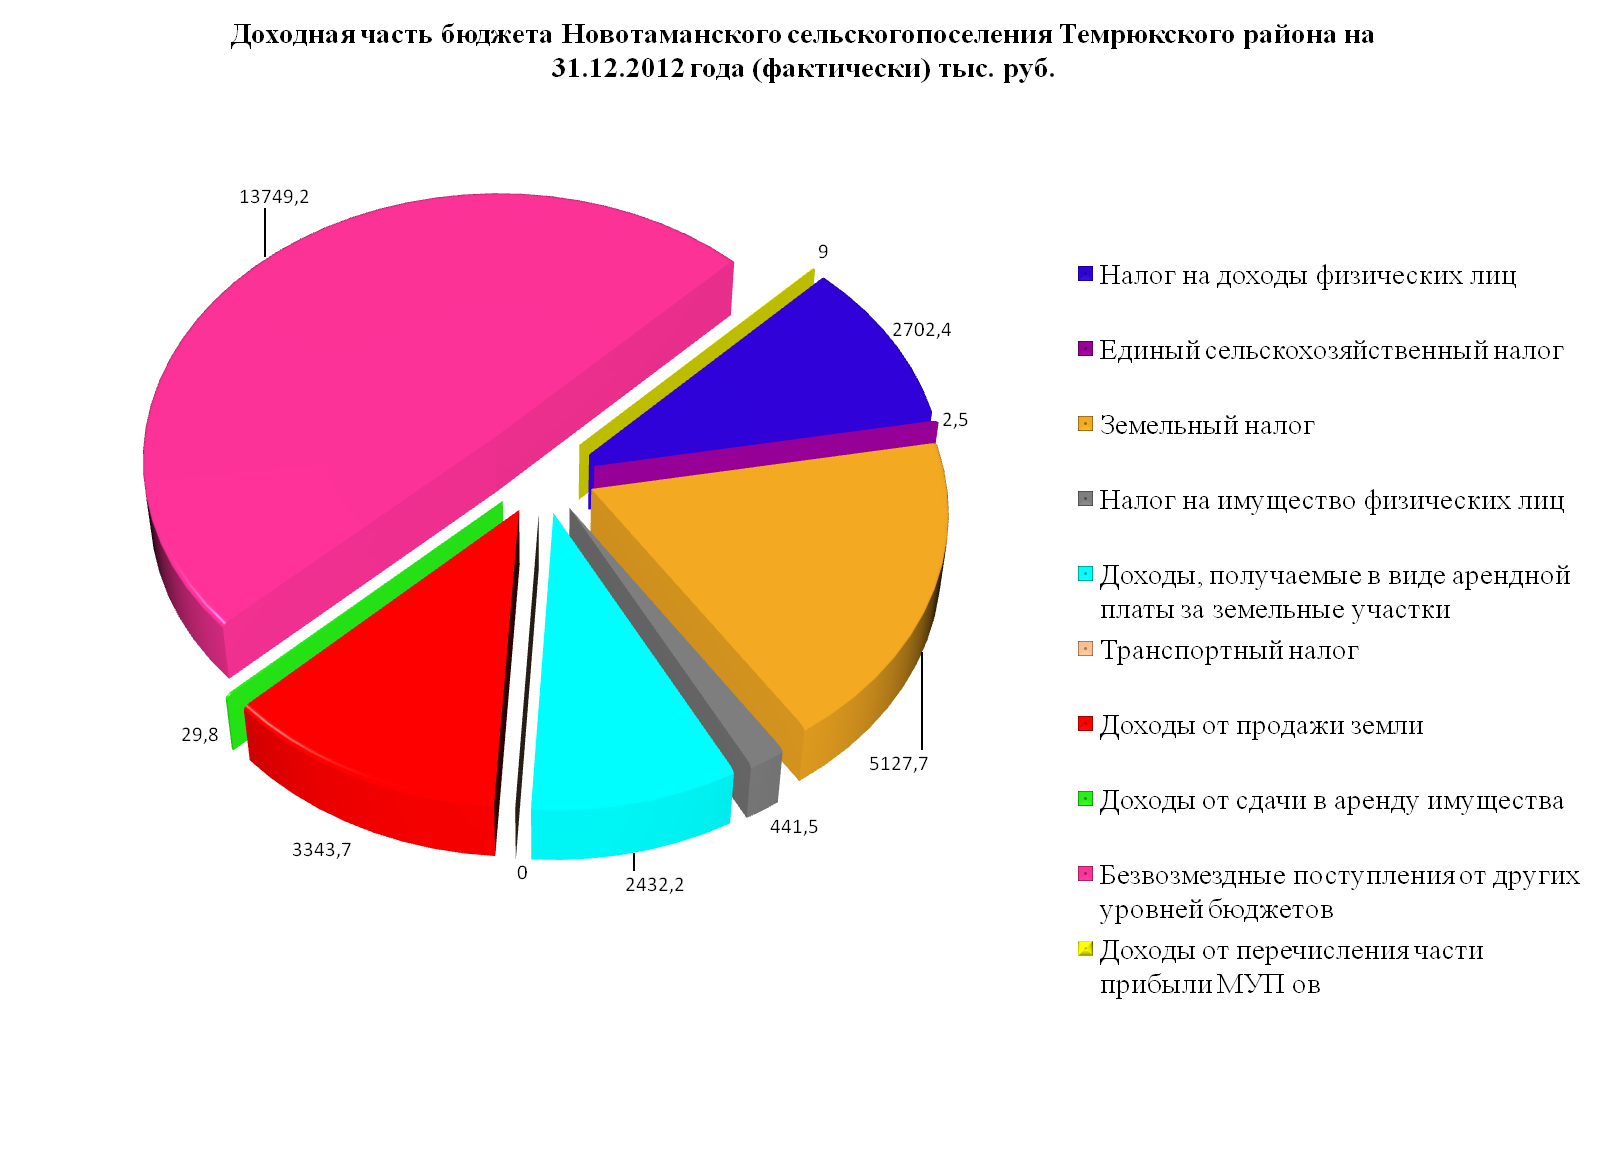 Доходная часть бюджета Новотаманского сельскогопоселения Темрюкского района на
31.12.2012 года (фактически) тыс. руб.
13749,2
9
2702,4
2,5
5127,7
441,5
2432,2
0
3343,7
29,8
Налог на доходы физических лиц
Единый сельскохозяйственный налог
Земельный налог
Налог на имущество физических лиц
Доходы, получаемые в виде арендной
платы за земельные участки
Транспортный налог
Доходы от продажи земли
Доходы от сдачи в аренду имущества
Безвозмездные поступления от других
уровней бюджетов
Доходы от перечисления части
прибыли МУП ов